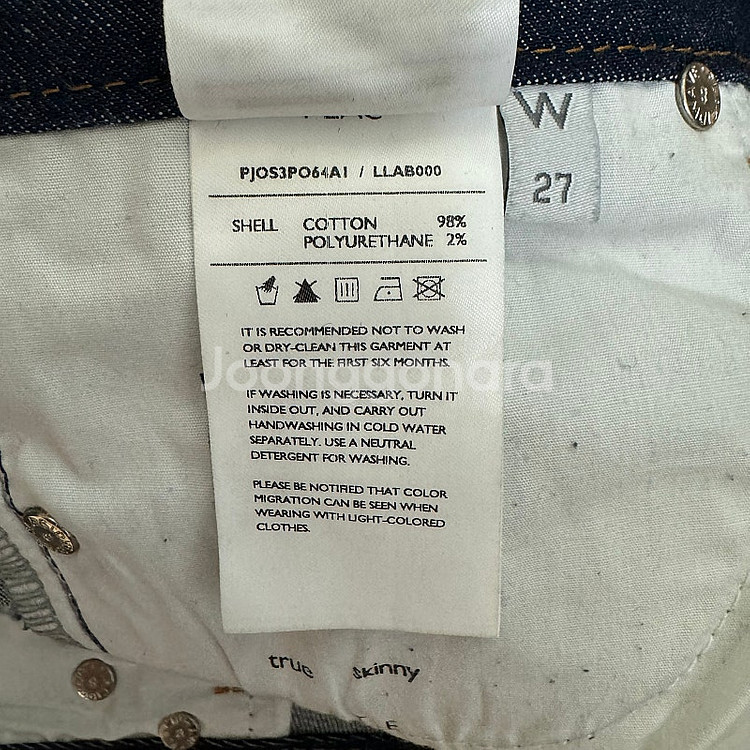 W
27
PJOS3PO64A1 / LLAB000
SHELL COTTON 98%
POLYURETHANE 2%
IT IS RECOMMENDED NOT TO WASH
OR DRY-CLEAN THIS GARMENT AT
LEAST FOR THE FIRST SIX MONTHS.
Joonggonara
IF WASHING IS NECESSARY, TURN IT
INSIDE OUT, AND CARRY OUT
HANDWASHING IN COLD WATER
SEPARATELY. USE A NEUTRAL
DETERGENT FOR WASHING.
PLEASE BE NOTIFIED THAT COLOR
MIGRATION CAN BE SEEN WHEN
WEARING WITH LIGHT-COLORED
CLOTHES.
true skinny